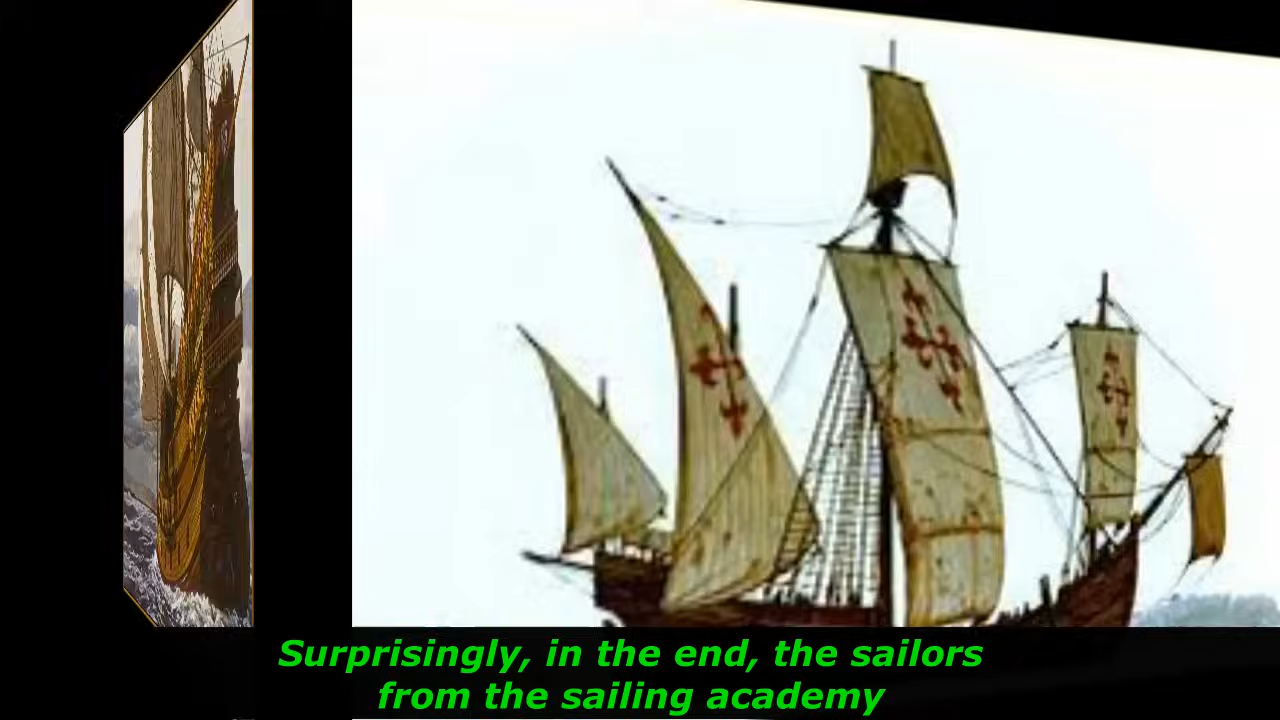 Surprisingly, in the end, the sailors
from the sailing academy